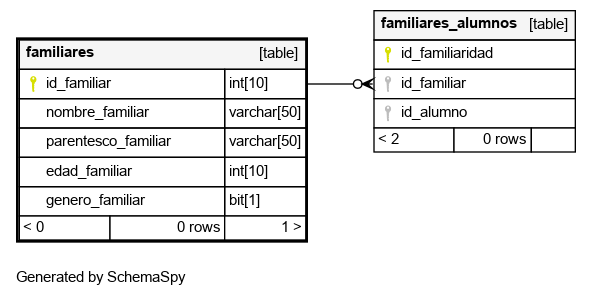 familiares [table]
id_familiar int[10]
nombre_familiar varchar[50]
parentesco_familiar varchar[50]
edad_familiar int[10]
genero_familiar bit[1]
< 0 0 rows 1 >
familiares_alumnos [table]
id_familiaridad
id_familiar
id_alumno
< 2 0 rows
Generated by SchemaSpy